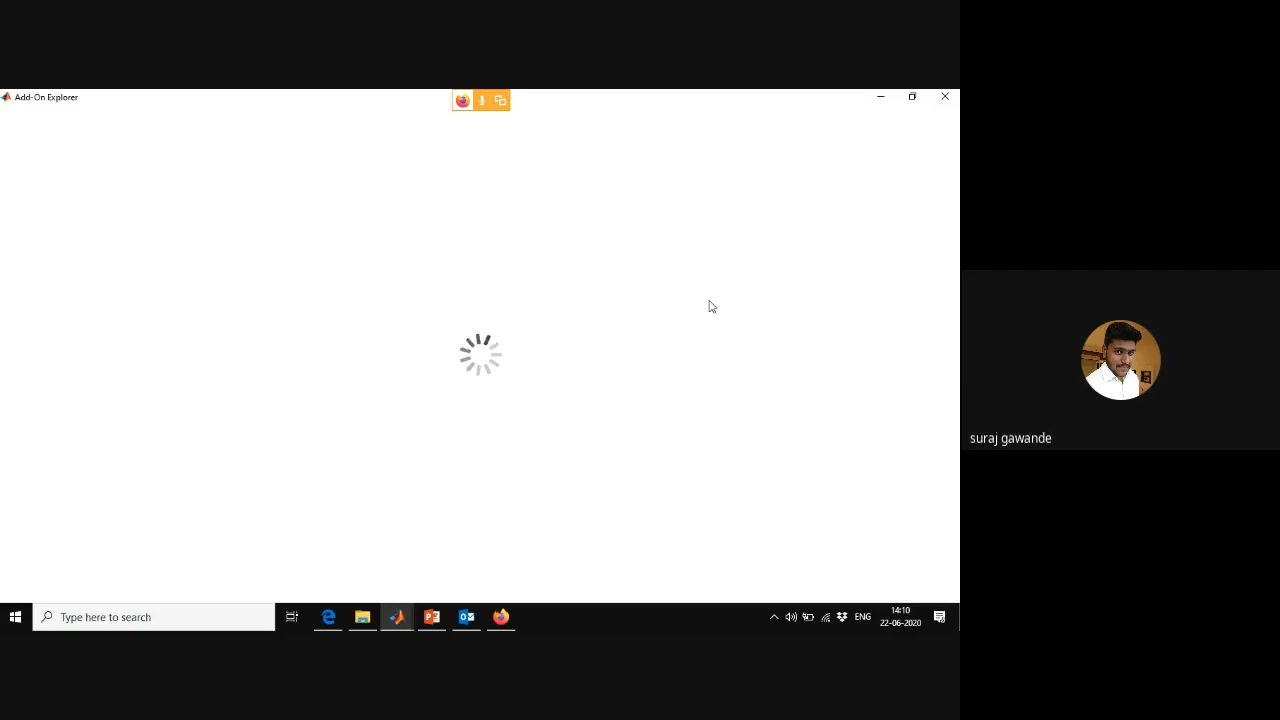 Add-On Explorer
suraj gawande
Type here to search
ENG
14:10
22-06-2020